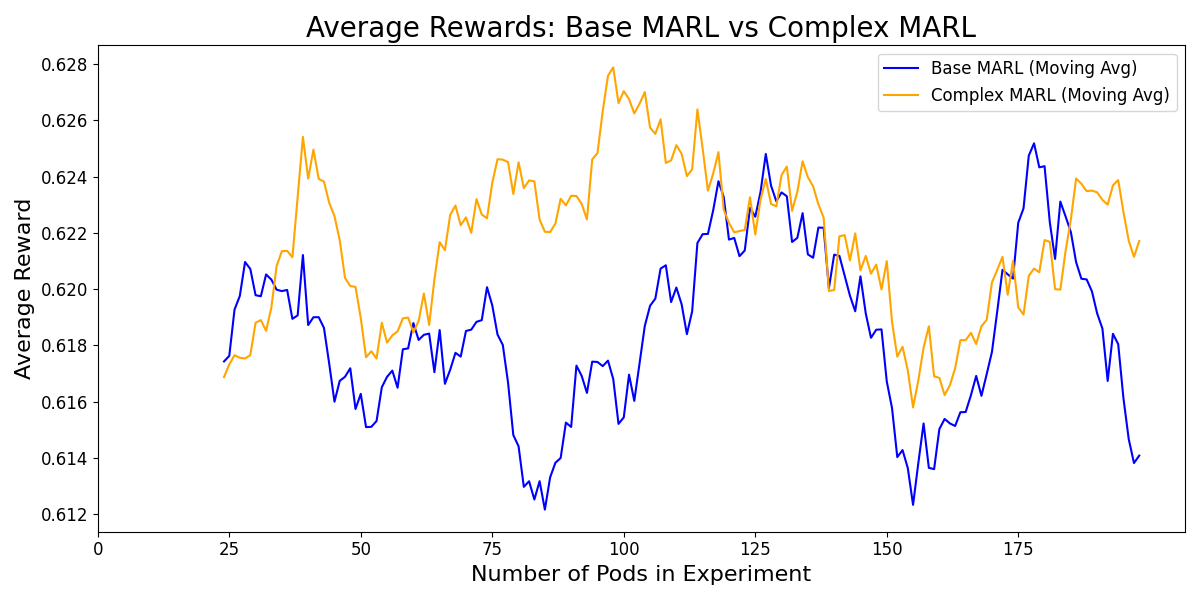 Average Rewards: Base MARL vs Complex MARL
Base MARL (Moving Avg)
Complex MARL (Moving Avg)
Average Reward
0.628
0.626
0.624
0.622
0.620
0.618
0.616
0.614
0.612
0 25 50 75 100 125 150 175
Number of Pods in Experiment